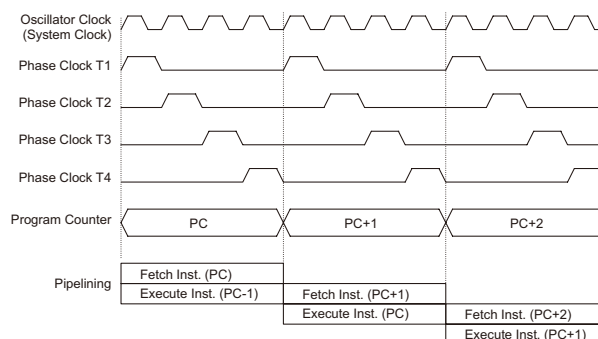 Oscillator Clock
(System Clock)
Phase Clock T1
Phase Clock T2
Phase Clock T3
Phase Clock T4
Program Counter
PC
PC+1
PC+2
Pipelining
Fetch Inst. (PC)
Execute Inst. (PC-1)
Fetch Inst. (PC+1)
Execute Inst. (PC)
Fetch Inst. (PC+2)
Execute Inst. (PC+1)